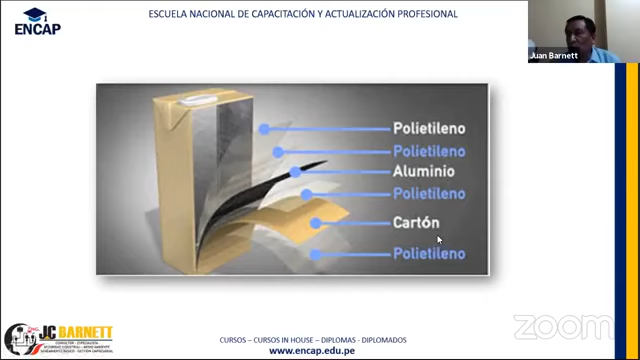 ENCAP
ESCUELA NACIONAL DE CAPACITACIÓN Y ACTUALIZACIÓN PROFESIONAL
Juan Barnett
Polietileno
Polietileno
Aluminio
Polietileno
Cartón
Polietileno
JC BARNETT
CURSOS – CURSOS IN HOUSE – DIPLOMAS - DIPLOMADOS
www.encap.edu.pe
zoom